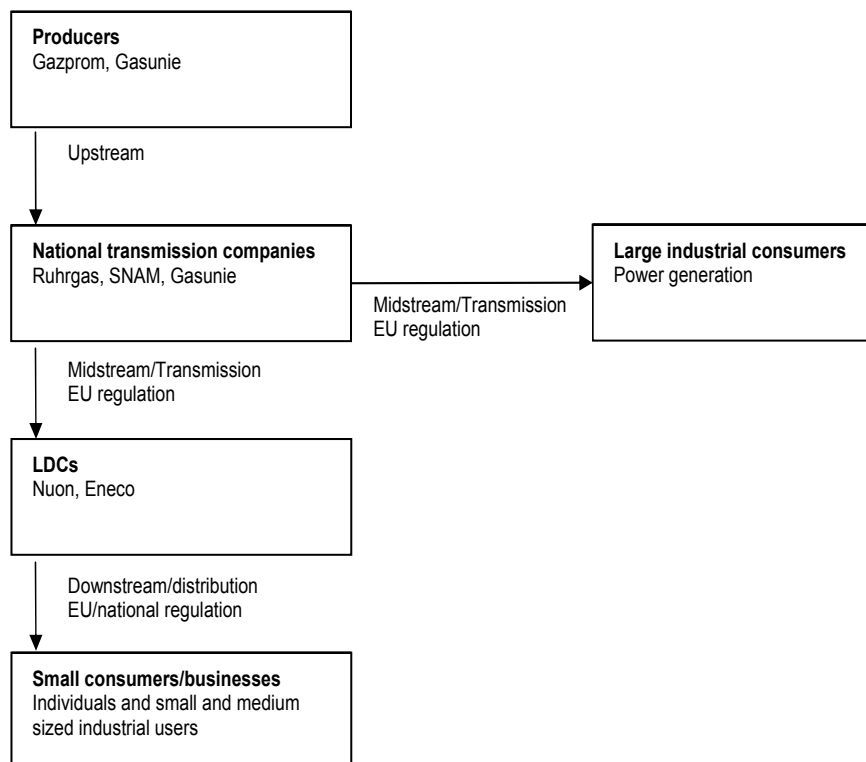 Producers
Gazprom, Gasunie
Upstream
National transmission companies
Ruhrgas, SNAM, Gasunie
Large industrial consumers
Power generation
Midstream/Transmission
EU regulation
Midstream/Transmission
EU regulation
LDCs
Nuon, Eneco
Downstream/distribution
EU/national regulation
Small consumers/businesses
Individuals and small and medium
sized industrial users